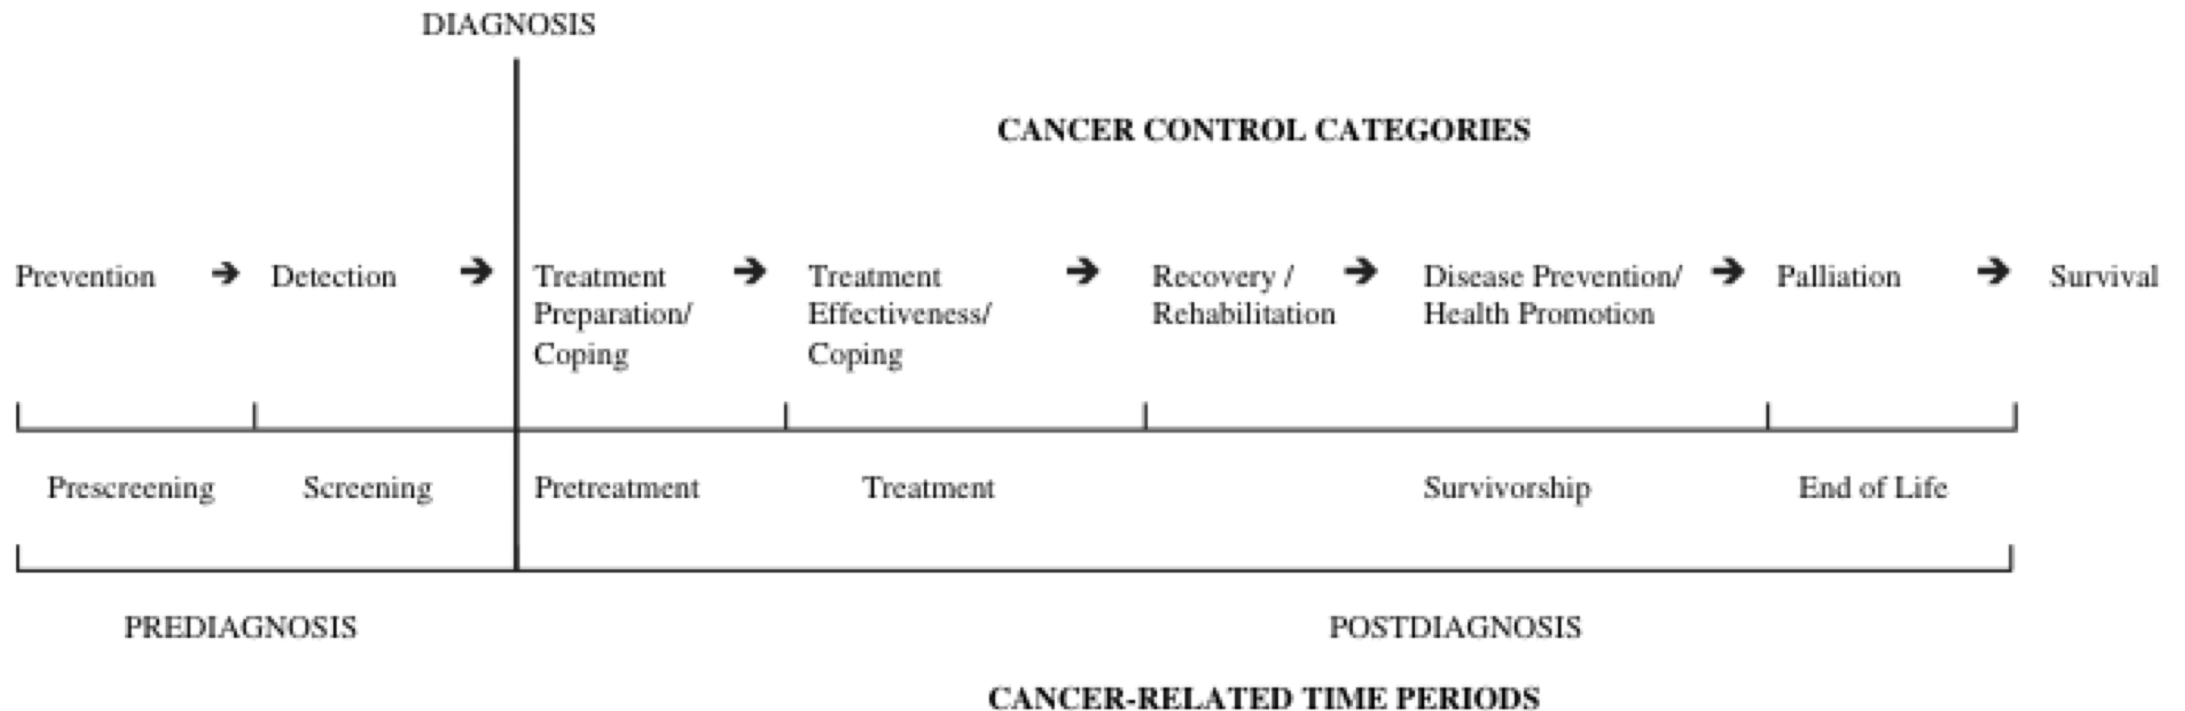 DIAGNOSIS
CANCER CONTROL CATEGORIES
Prevention ➔ Detection ➔ Treatment ➔ Treatment ➔ Recovery / ➔ Disease Prevention/ ➔ Palliation ➔ Survival
Preparation/ Effectiveness/ Rehabilitation Health Promotion
Coping Coping
Prescreening Screening Pretreatment Treatment Survivorship End of Life
PREDIAGNOSIS POSTDIAGNOSIS
CANCER-RELATED TIME PERIODS